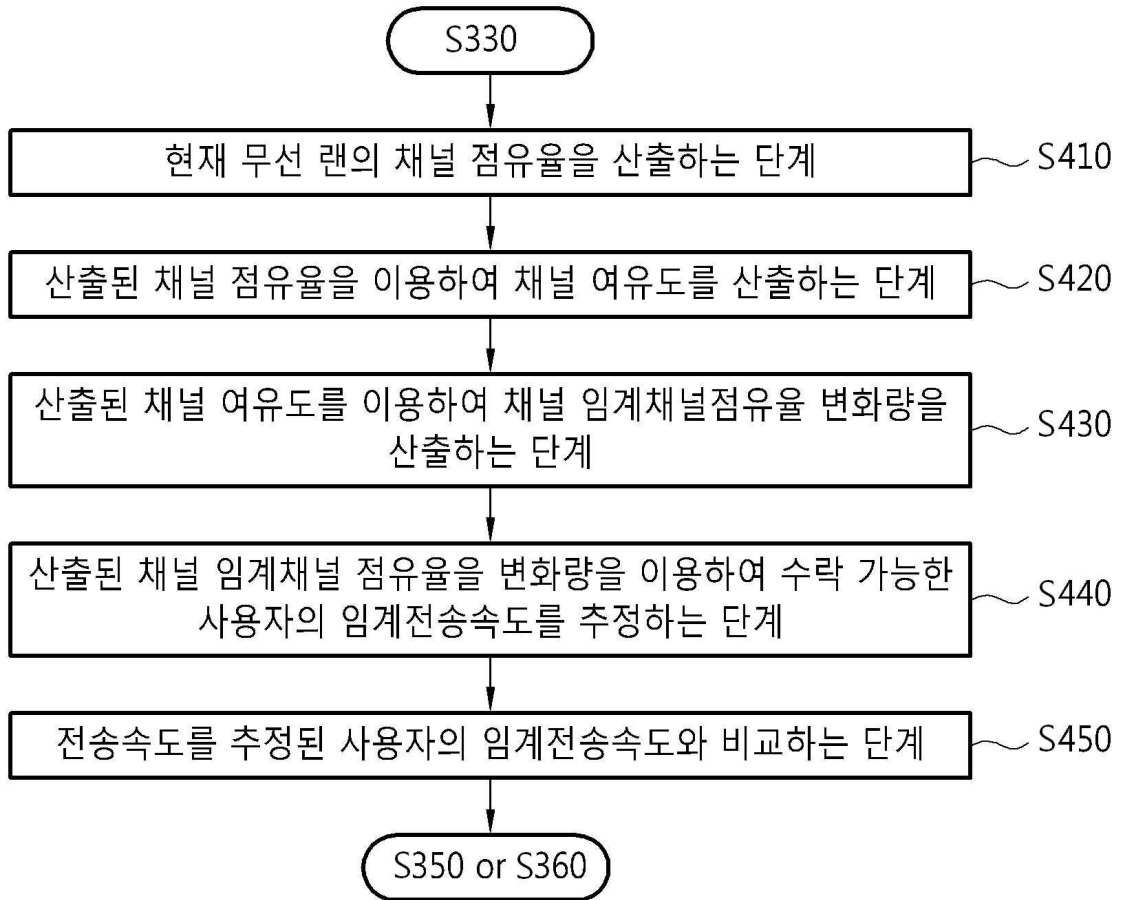 S330
현재 무선 랜의 채널 점유율을 산출하는 단계
S410
산출된 채널 점유율을 이용하여 채널 여유도를 산출하는 단계
S420
산출된 채널 여유도를 이용하여 채널 임계채널점유율 변화량을
산출하는 단계
S430
산출된 채널 임계채널 점유율을 변화량을 이용하여 수락 가능한
사용자의 임계전송속도를 추정하는 단계
S440
전송속도를 추정된 사용자의 임계전송속도와 비교하는 단계
S450
S350 or S360